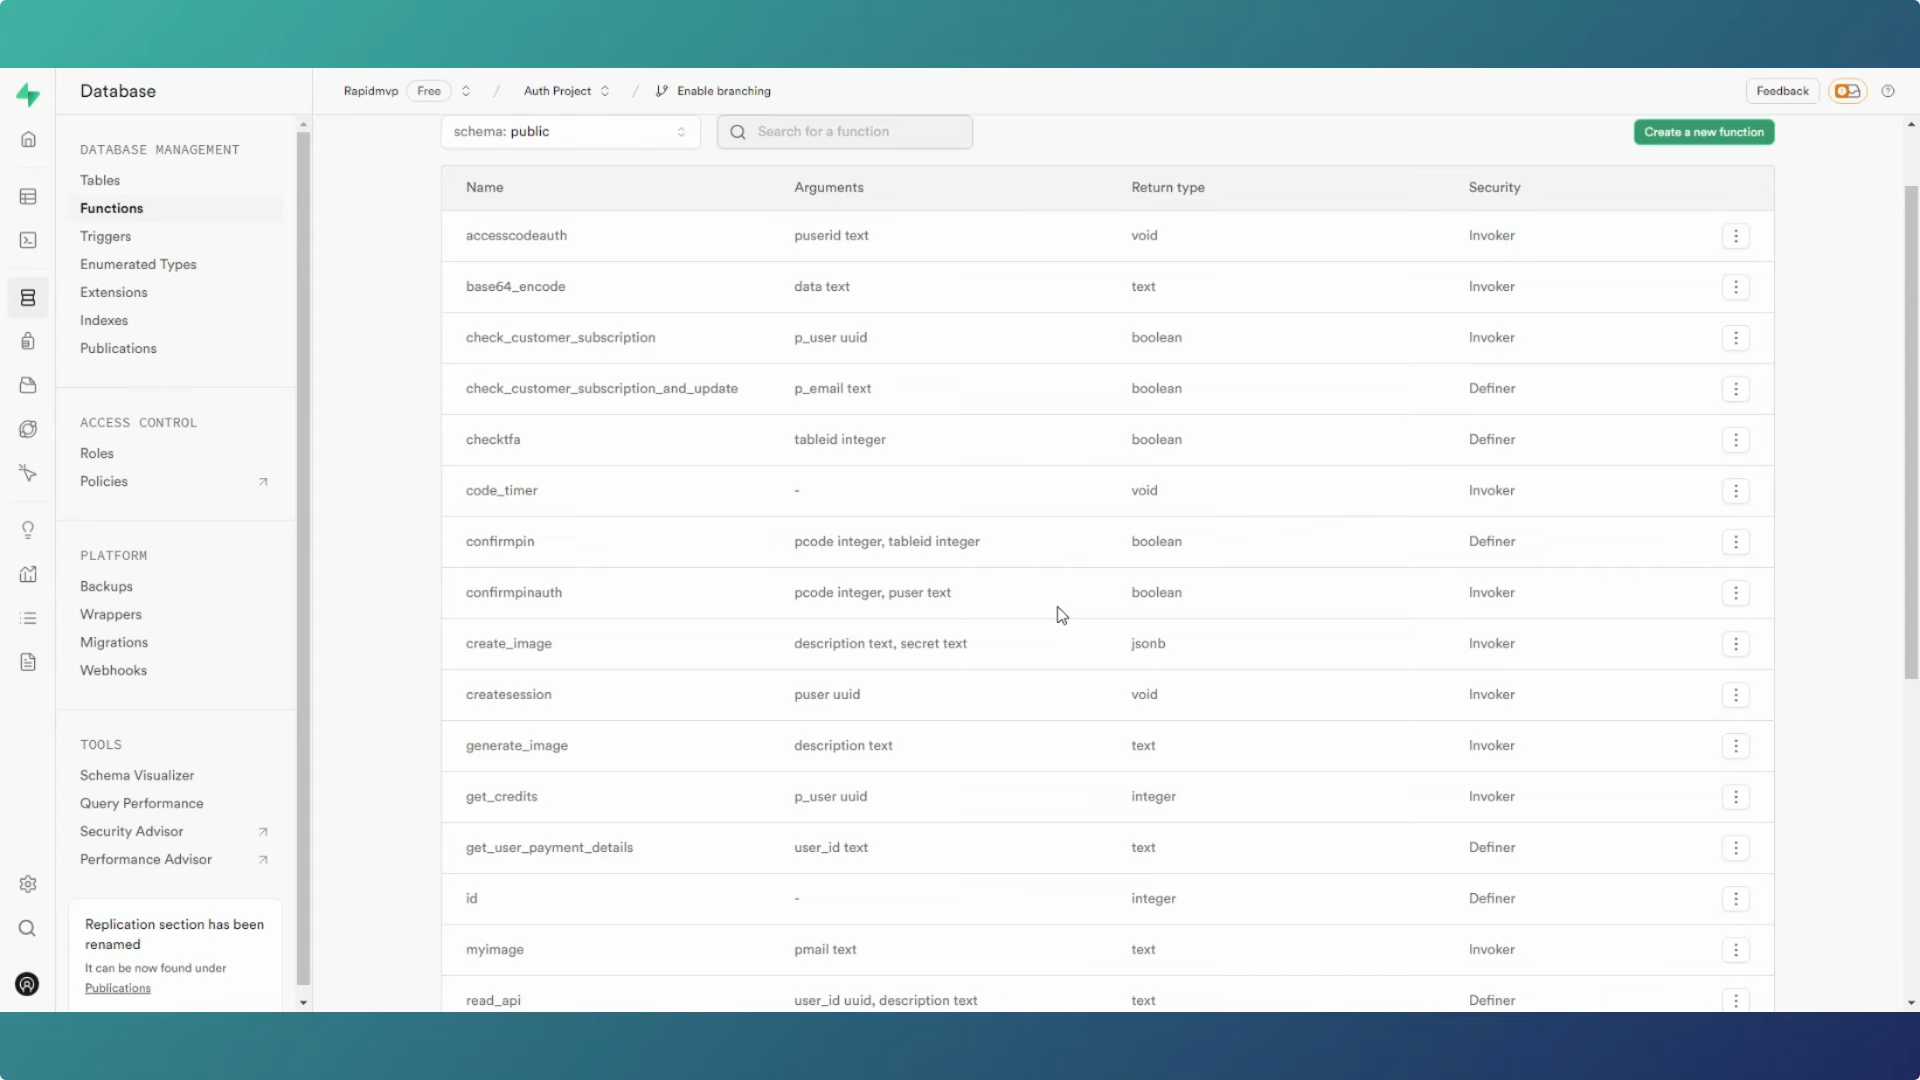 Database
Rapidmvp Free / Auth Project / Enable branching
Feedback
DATABASE MANAGEMENT
Tables
Functions
Triggers
Enumerated Types
Extensions
Indexes
Publications
ACCESS CONTROL
Roles
Policies
PLATFORM
Backups
Wrappers
Migrations
Webhooks
TOOLS
Schema Visualizer
Query Performance
Security Advisor
Performance Advisor
Replication section has been
renamed
It can be now found under
Publications
schema: public
Search for a function
Create a new function
Name Arguments Return type Security
accesscodeauth puserid text void Invoker
base64_encode data text text Invoker
check_customer_subscription p_user uuid boolean Invoker
check_customer_subscription_and_update p_email text boolean Definer
checktfa tableid integer boolean Definer
code_timer - void Invoker
confirmpin pcode integer, tableid integer boolean Definer
confirmpinauth pcode integer, puser text boolean Invoker
create_image description text, secret text jsonb Invoker
createsession puser uuid void Invoker
generate_image description text text Invoker
get_credits p_user uuid integer Invoker
get_user_payment_details user_id text text Definer
id - integer Definer
myimage pmail text text Invoker
read_api user_id uuid, description text text Definer